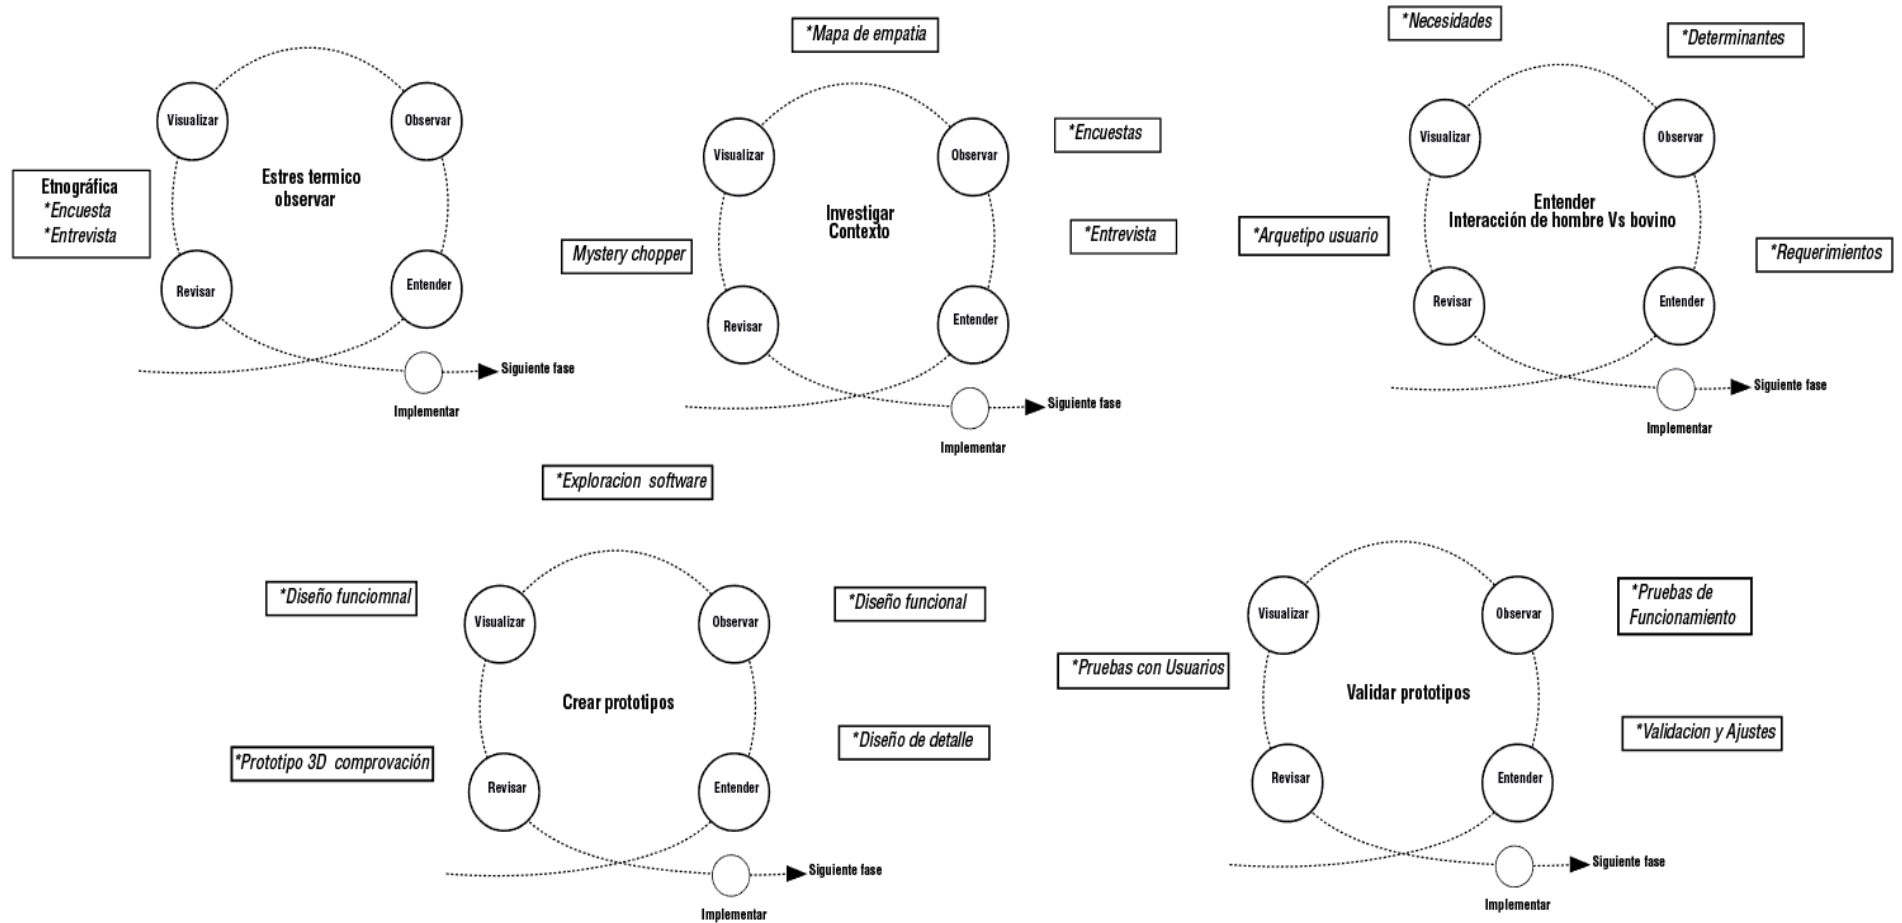 Visualizar
Observar
Etnográfica
*Encuesta
*Entrevista
Estres termico
observar
Revisar
Entender
Siguiente fase
Implementar
*Mapa de empatia
Visualizar
Observar
*Encuestas
Investigar
Contexto
*Entrevista
Mystery chopper
Revisar
Entender
Siguiente fase
Implementar
*Necesidades
*Determinantes
Visualizar
Observar
*Arquetipo usuario
Entender
Interacción de hombre Vs bovino
*Requerimientos
Revisar
Entender
Siguiente fase
Implementar
*Exploracion software
*Diseño funciomnal
Visualizar
Observar
*Diseño funcional
Crear prototipos
*Prototipo 3D comprovación
*Diseño de detalle
Revisar
Entender
Siguiente fase
Implementar
Visualizar
Observar
*Pruebas de
Funcionamiento
*Pruebas con Usuarios
Validar prototipos
*Validacion y Ajustes
Revisar
Entender
Siguiente fase
Implementar